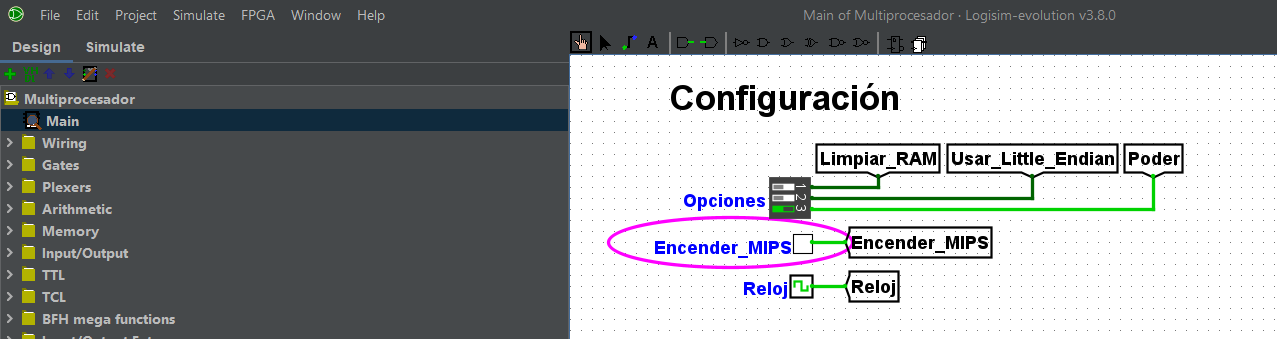 File Edit Project Simulate FPGA Window Help Main of Multiprocesador · Logisim-evolution v3.8.0
Design Simulate
A
Multiprocesador
Main
Wiring
Gates
Plexers
Arithmetic
Memory
Input/Output
TTL
TCL
BFH mega functions
Configuración
Limpiar_RAM Usar_Little_Endian Poder
Opciones 1 2 3
Encender_MIPS Encender_MIPS
Reloj Reloj